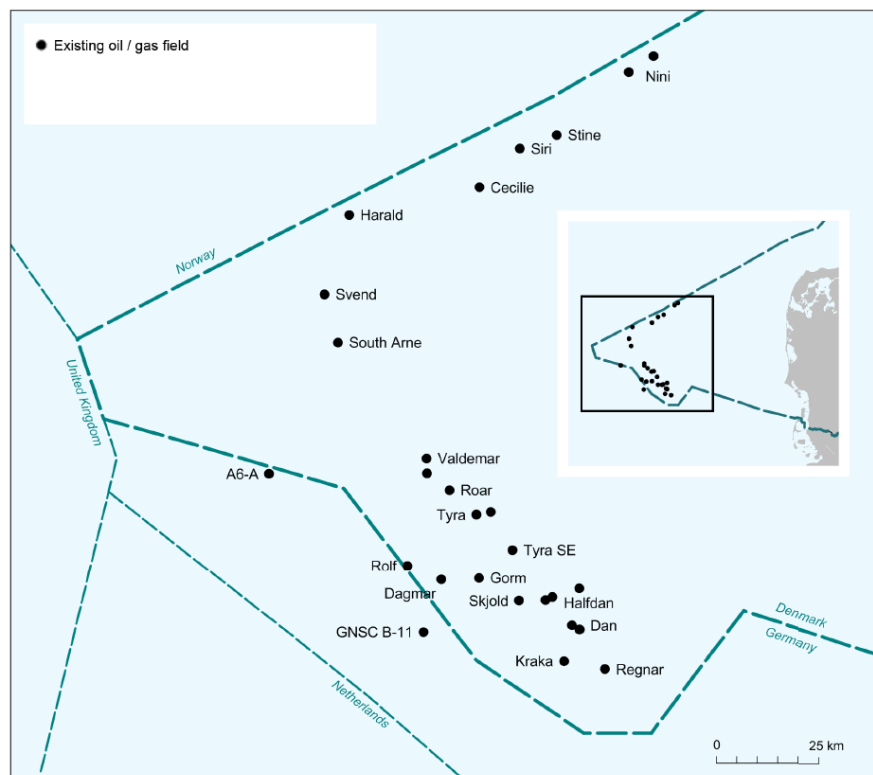 Existing oil / gas field
Nini
Stine
Siri
Cecilie
Harald
Norway
Svend
South Arne
United Kingdom
Valdemar
A6-A
Roar
Tyra
Tyra SE
Rolf
Gorm
Dagmar
Skjold
Halfdan
Denmark
Dan
GNSC B-11
Germany
Kraka
Regnar
Netherlands
0
25 km